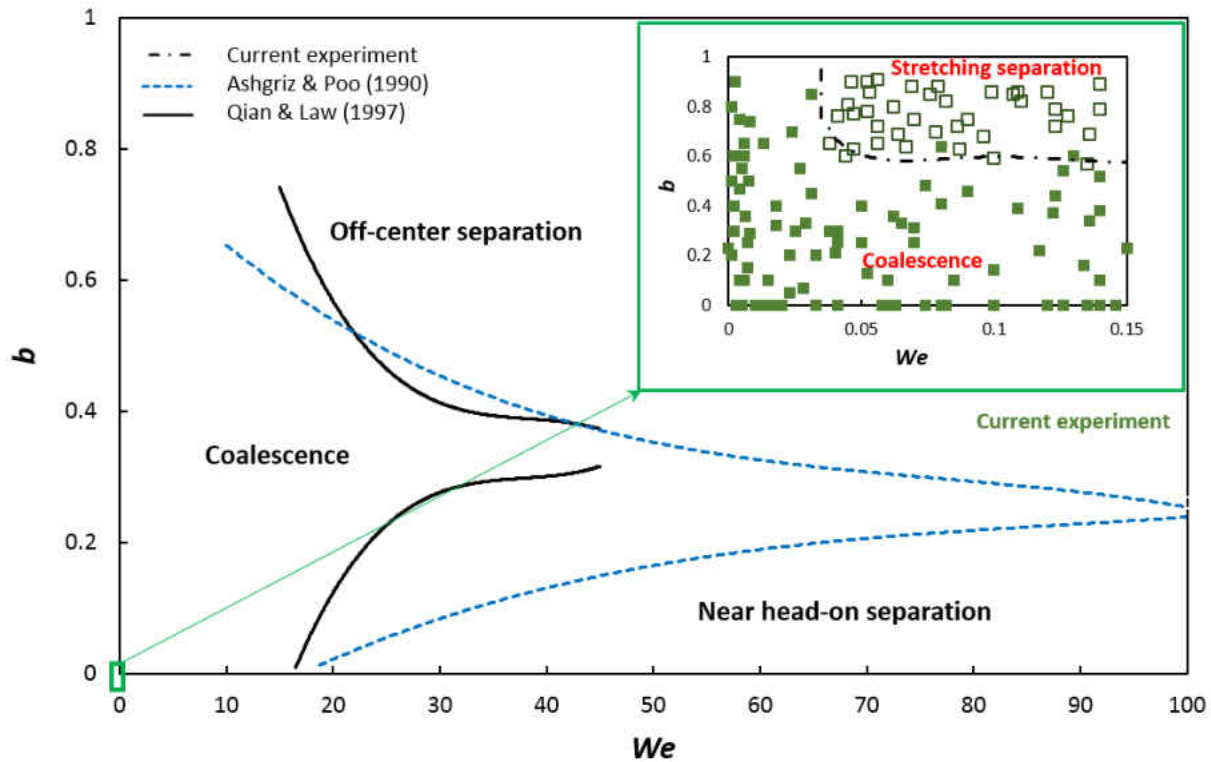 1
0.8
0.6
0.4
0.2
0
b
0 10 20 30 40 50 60 70 80 90 100
We
Current experiment
Ashgriz & Poo (1990)
Qian & Law (1997)
Off-center separation
Coalescence
Near head-on separation
Current experiment
1
0.8
0.6
0.4
0.2
0
b
0 0.05 0.1 0.15
We
Stretching separation
Coalescence